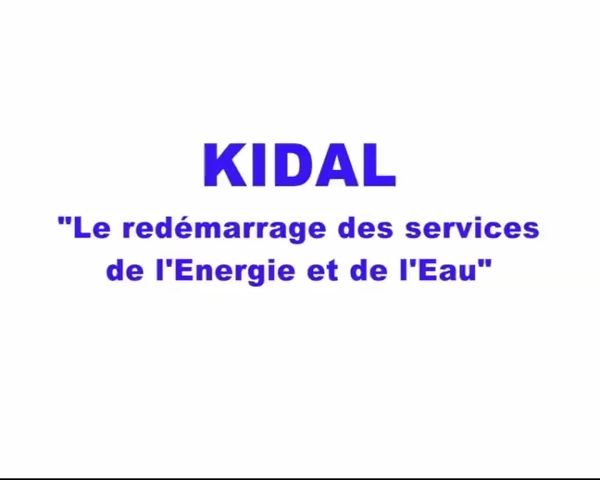 KIDAL
"Le redémarrage des services
de l'Energie et de l'Eau"